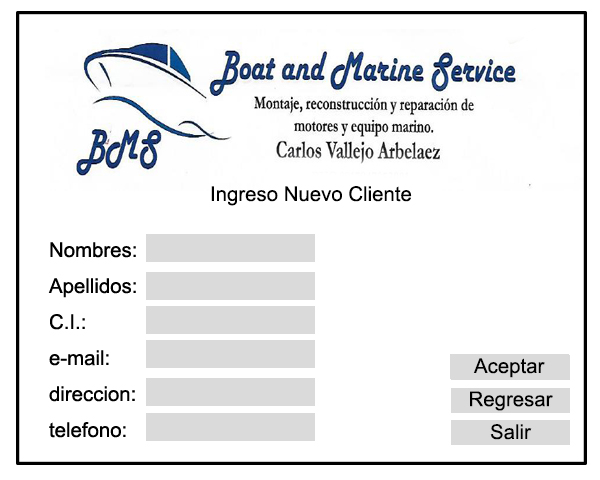 Boat and Marine Service
Montaje, reconstrucción y reparación de
motores y equipo marino.
BMS
Carlos Vallejo Arbelaez
Ingreso Nuevo Cliente
Nombres:
Apellidos:
C.I.:
e-mail:
direccion:
telefono:
Aceptar
Regresar
Salir